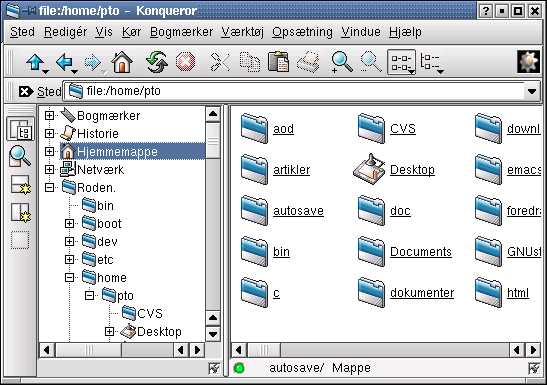 file:/home/pto - Konqueror
Sted Redigér Vis Kør Bogmærker Værktøj Opsætning Vindue Hjælp
Sted file:/home/pto
Bogmærker
Historie
Hjemmemappe
Netværk
Roden.
bin
boot
dev
etc
home
pto
CVS
Desktop
aod CVS downl
artikler Desktop emacs
autosave doc foredra
bin Documents GNUst
c dokumenter html
autosave/ Mappe